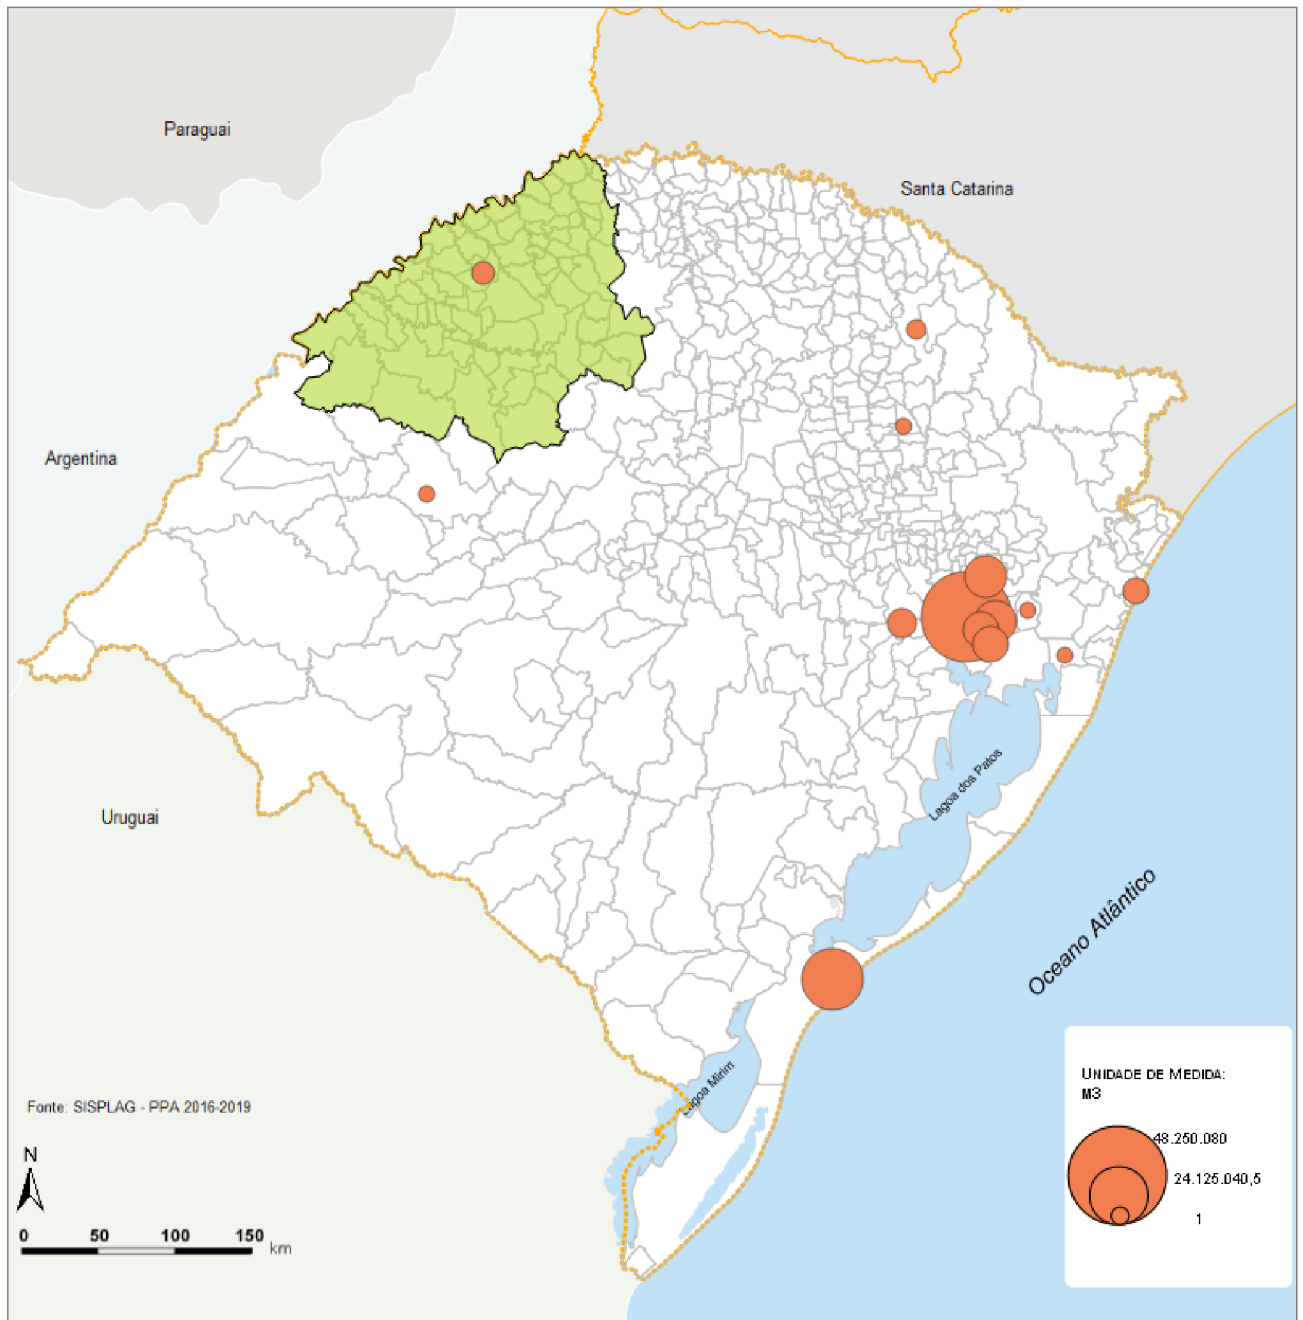 Paraguai
Santa Catarina
Argentina
Lagoa dos Patos
Uruguai
Oceano Atlântico
Lagoa Mirim
Fonte: SISPLAG - PPA 2016-2019
N
0 50 100 150
km
UNIDADE DE MEDIDA:
M3
48.250.080
24.125.040,5
1